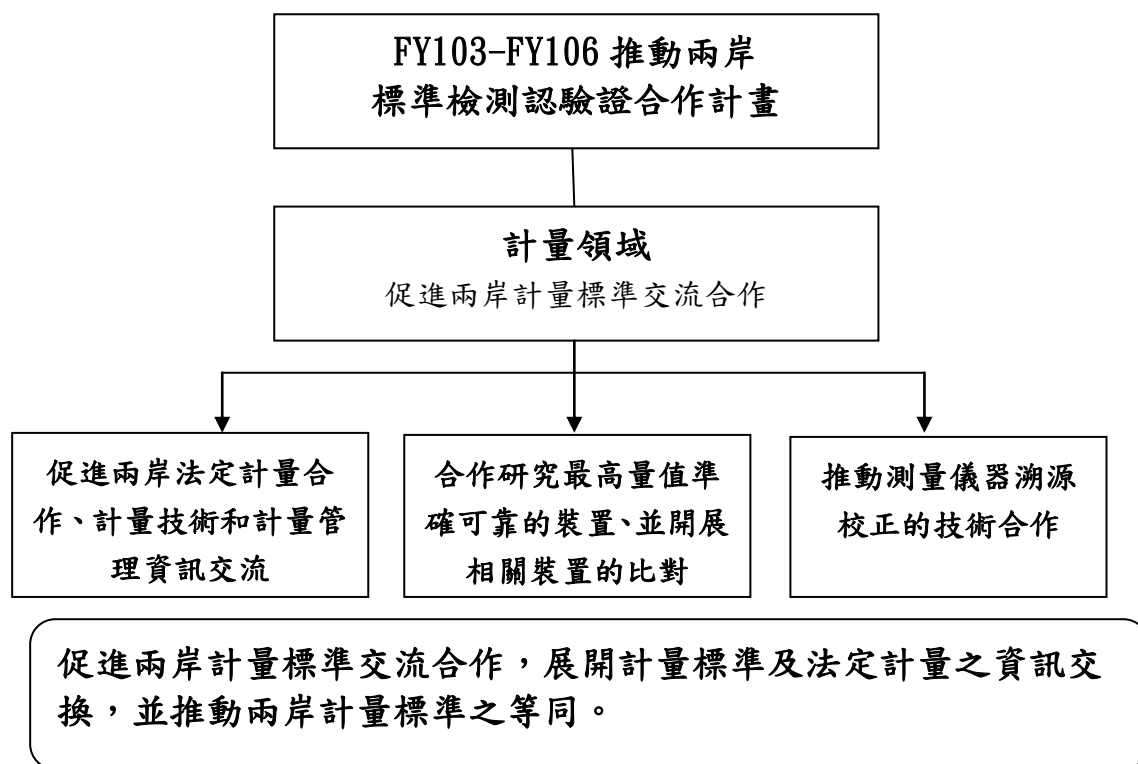 FY103-FY106 推動兩岸
標準檢測認驗證合作計畫
計量領域
促進兩岸計量標準交流合作
促進兩岸法定計量合
作、計量技術和計量管
理資訊交流
合作研究最高量值準
確可靠的裝置、並開展
相關裝置的比對
推動測量儀器溯源
校正的技術合作
促進兩岸計量標準交流合作，展開計量標準及法定計量之資訊交
換，並推動兩岸計量標準之等同。